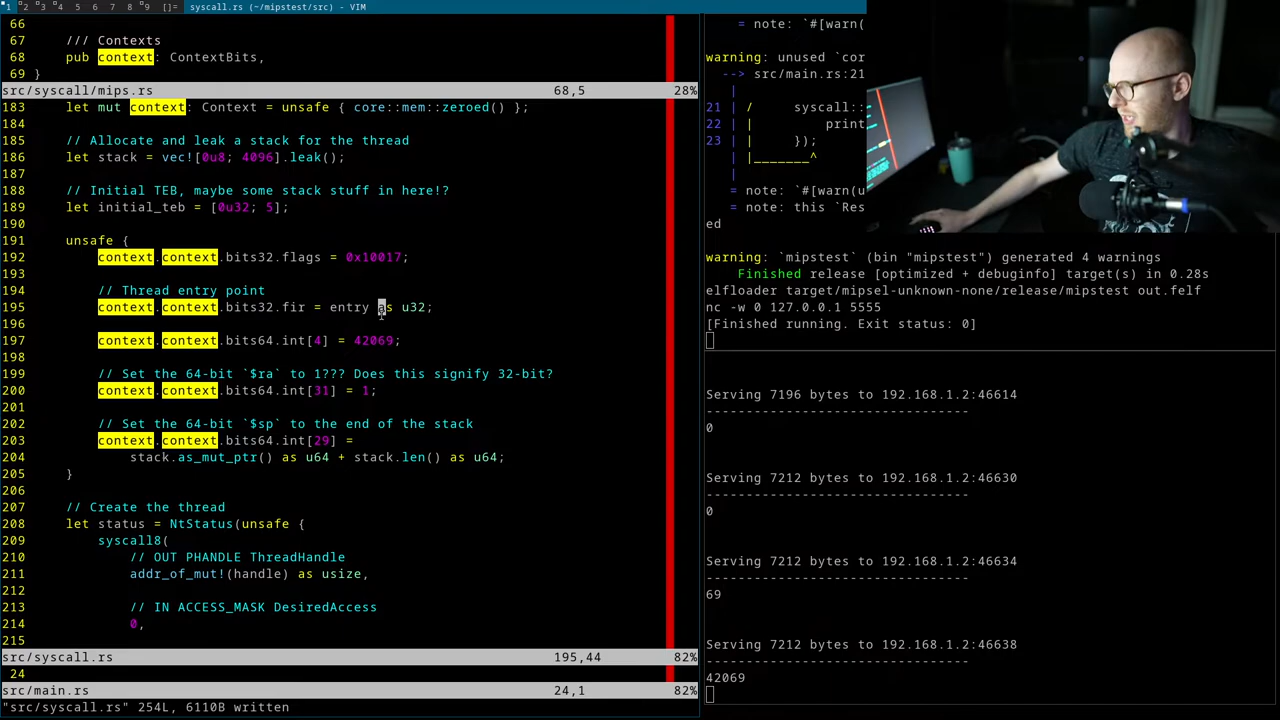 1 2 3 4 5 6 7 8 9 []= syscall.rs (~/mipstest/src) - VIM
66
67 /// Contexts
68 pub context: ContextBits,
69 }
src/syscall/mips.rs 68,5 28%
183 let mut context: Context = unsafe { core::mem::zeroed() };
184
185 // Allocate and leak a stack for the thread
186 let stack = vec![0u8; 4096].leak();
187
188 // Initial TEB, maybe some stack stuff in here!?
189 let initial_teb = [0u32; 5];
190
191 unsafe {
192 context.context.bits32.flags = 0x10017;
193
194 // Thread entry point
195 context.context.bits32.fir = entry as u32;
196
197 context.context.bits64.int[4] = 42069;
198
199 // Set the 64-bit `$ra` to 1??? Does this signify 32-bit?
200 context.context.bits64.int[31] = 1;
201
202 // Set the 64-bit `$sp` to the end of the stack
203 context.context.bits64.int[29] =
204 stack.as_mut_ptr() as u64 + stack.len() as u64;
205 }
206
207 // Create the thread
208 let status = NtStatus(unsafe {
209 syscall8(
210 // OUT PHANDLE ThreadHandle
211 addr_of_mut!(handle) as usize,
212
213 // IN ACCESS_MASK DesiredAccess
214 0,
215
src/syscall.rs 195,44 82%
24
src/main.rs 24,1 82%
"src/syscall.rs" 254L, 6110B written
= note: `#[warn(
warning: unused `cor
--> src/main.rs:21
|
21 | / syscall::
22 | | print
23 | | });
| |_______^
|
= note: `#[warn(u
= note: this `Res
ed
warning: `mipstest` (bin "mipstest") generated 4 warnings
Finished release [optimized + debuginfo] target(s) in 0.28s
elfloader target/mipsel-unknown-none/release/mipstest out.felf
nc -w 0 127.0.0.1 5555
[Finished running. Exit status: 0]
Serving 7196 bytes to 192.168.1.2:46614
---------------------------------
0
Serving 7212 bytes to 192.168.1.2:46630
---------------------------------
0
Serving 7212 bytes to 192.168.1.2:46634
---------------------------------
69
Serving 7212 bytes to 192.168.1.2:46638
---------------------------------
42069